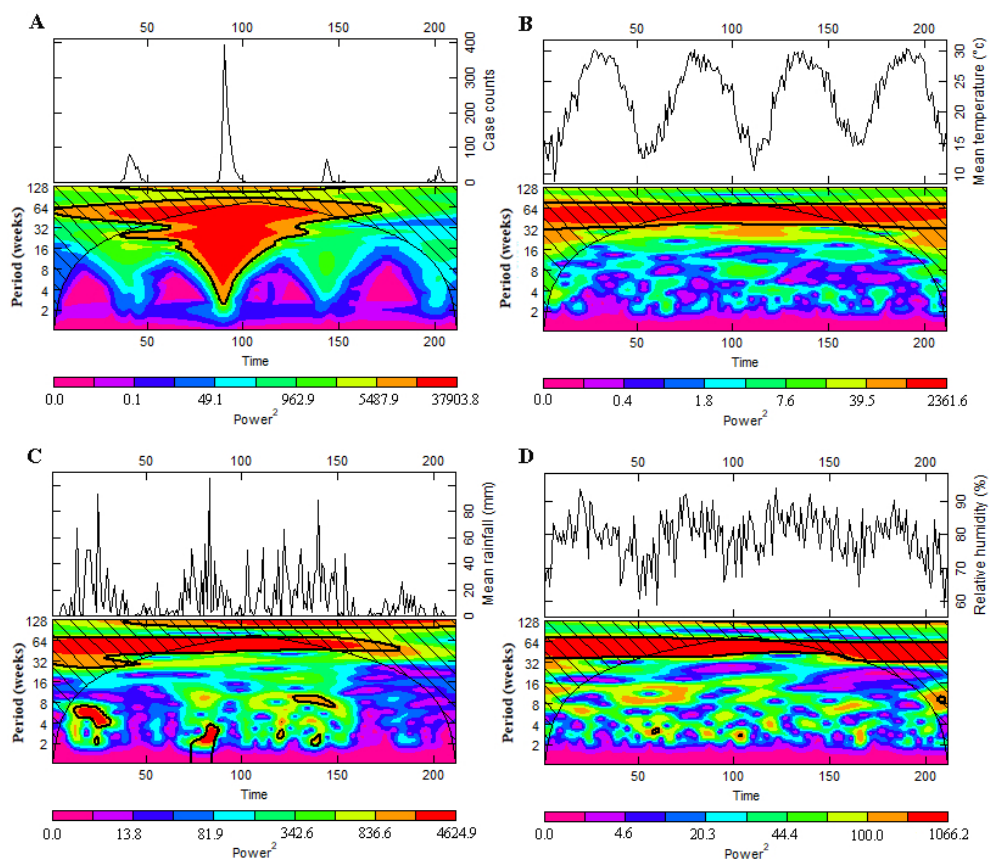 A
50 100 150 200
0 100 200 300 400
Case counts
128 64 32 16 8 4 2
Period (weeks)
50 100 150 200
Time
0.0 0.1 49.1 962.9 5487.9 37903.8
Power2
B
50 100 150 200
10 15 20 25 30
Mean temperature (°c)
128 64 32 16 8 4 2
Period (weeks)
50 100 150 200
Time
0.0 0.4 1.8 7.6 39.5 2361.6
Power2
C
50 100 150 200
0 20 40 60 80
Mean rainfall (mm)
128 64 32 16 8 4 2
Period (weeks)
50 100 150 200
Time
0.0 13.8 81.9 342.6 836.6 4624.9
Power2
D
50 100 150 200
60 70 80 90
Relative humidity (%)
128 64 32 16 8 4 2
Period (weeks)
50 100 150 200
Time
0.0 4.6 20.3 44.4 100.0 1066.2
Power2